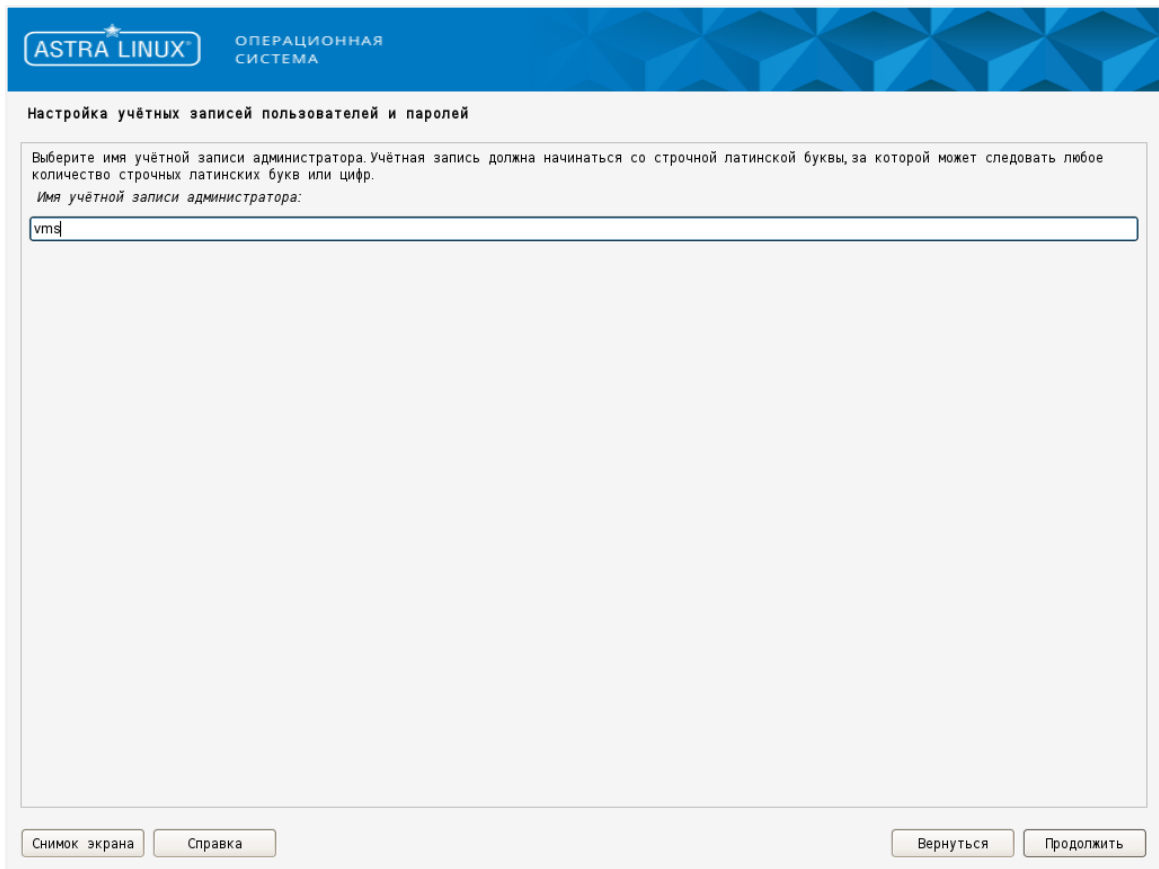 ASTRA LINUX®
ОПЕРАЦИОННАЯ
СИСТЕМА
Настройка учётных записей пользователей и паролей
Выберите имя учётной записи администратора. Учётная запись должна начинаться со строчной латинской буквы, за которой может следовать любое
количество строчных латинских букв или цифр.
Имя учётной записи администратора:
vms
Снимок экрана Справка Вернуться Продолжить